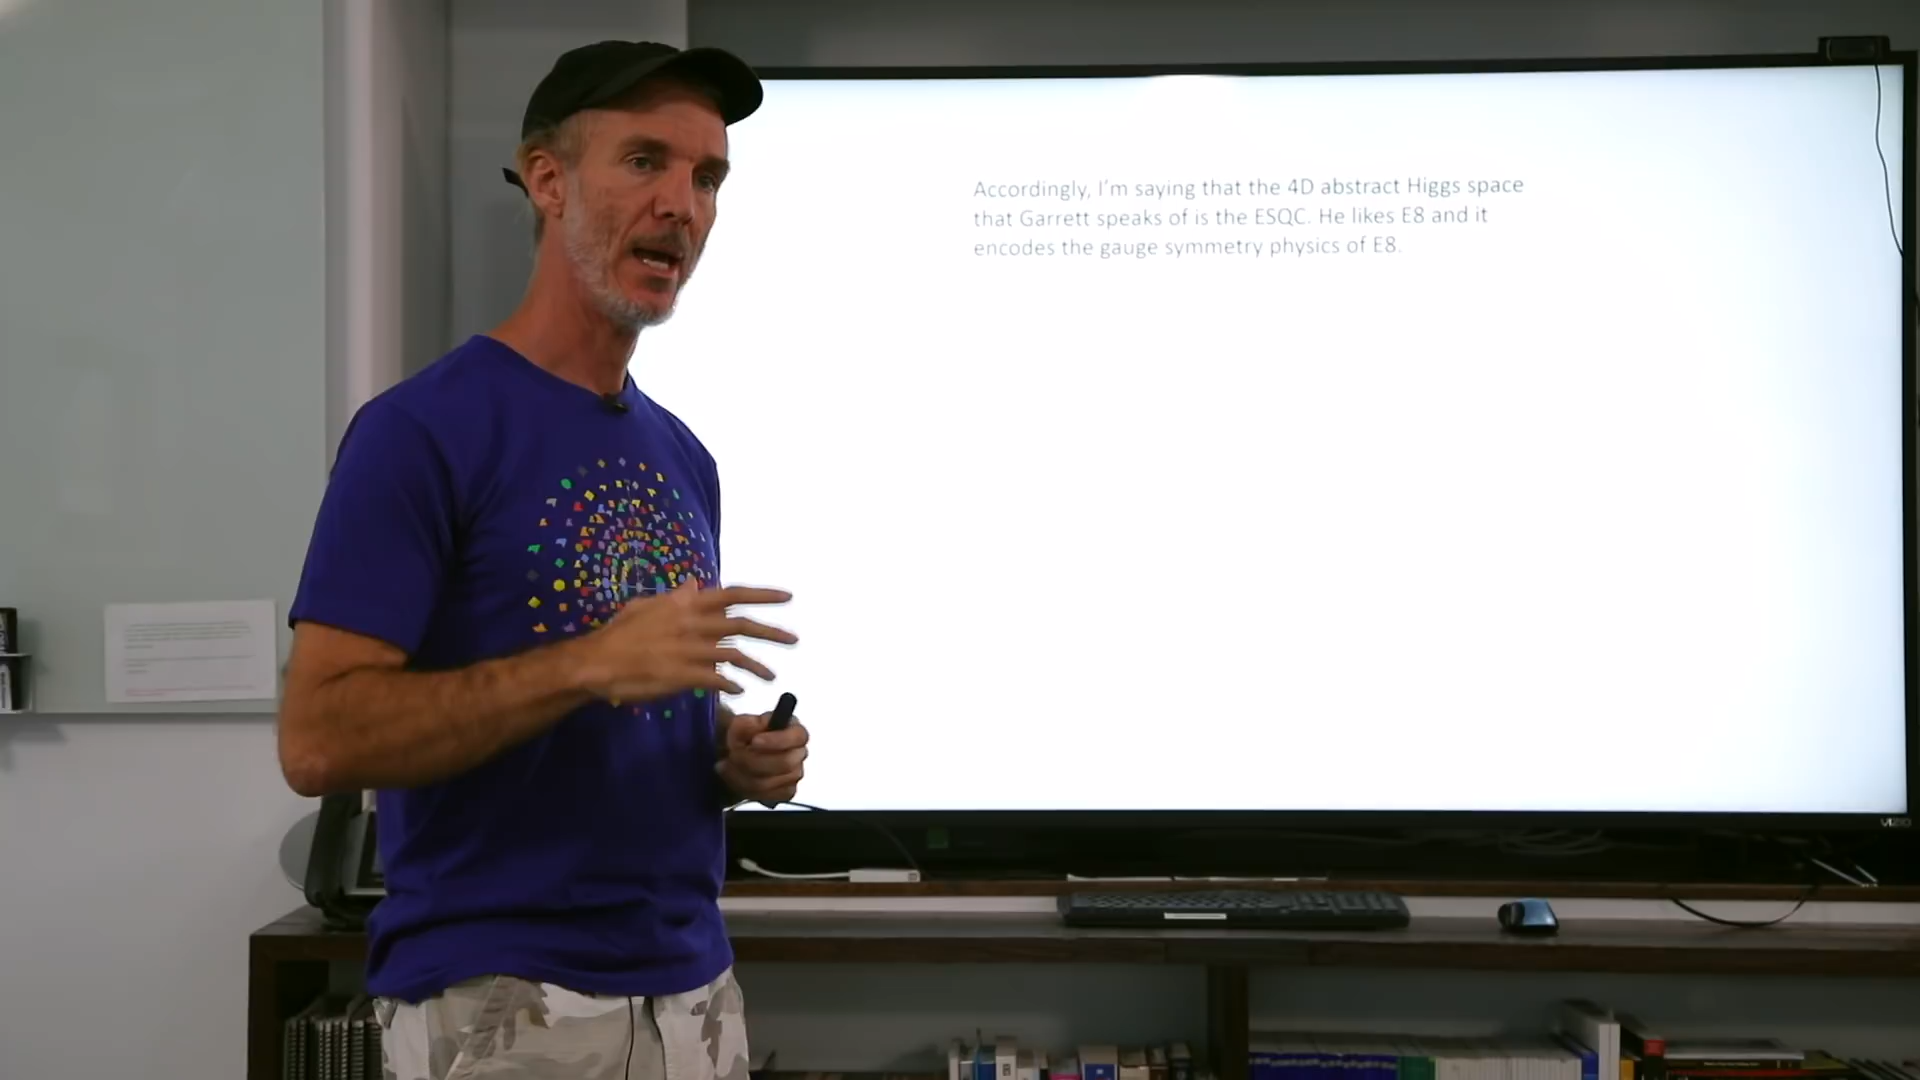 Accordingly, I'm saying that the 4D abstract Higgs space
that Garrett speaks of is the ESQC. He likes E8 and it
encodes the gauge symmetry physics of E8.
VIZIO